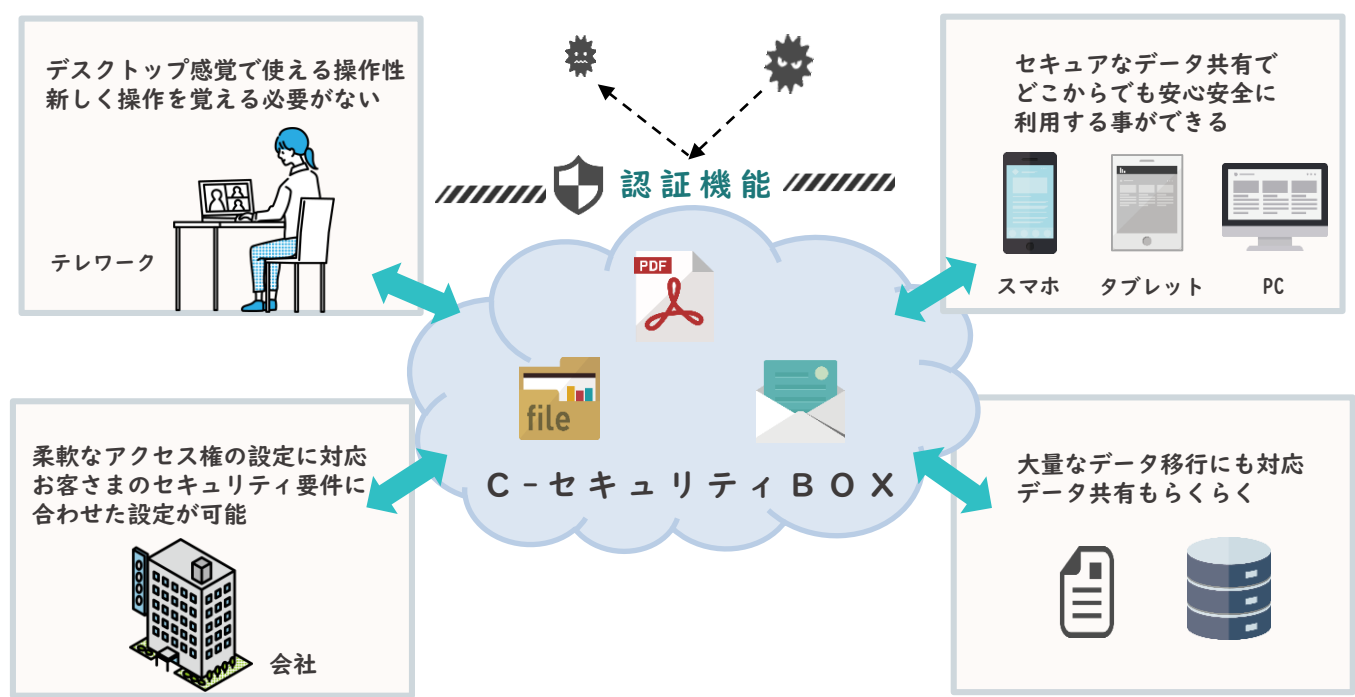 デスクトップ感覚で使える操作性
新しく操作を覚える必要がない
テレワーク
セキュアなデータ共有で
どこからでも安心安全に
利用する事ができる
スマホ
タブレット
PC
認証機能
PDF
file
C-セキュリティBOX
柔軟なアクセス権の設定に対応
お客さまのセキュリティ要件に
合わせた設定が可能
会社
大量なデータ移行にも対応
データ共有もらくらく